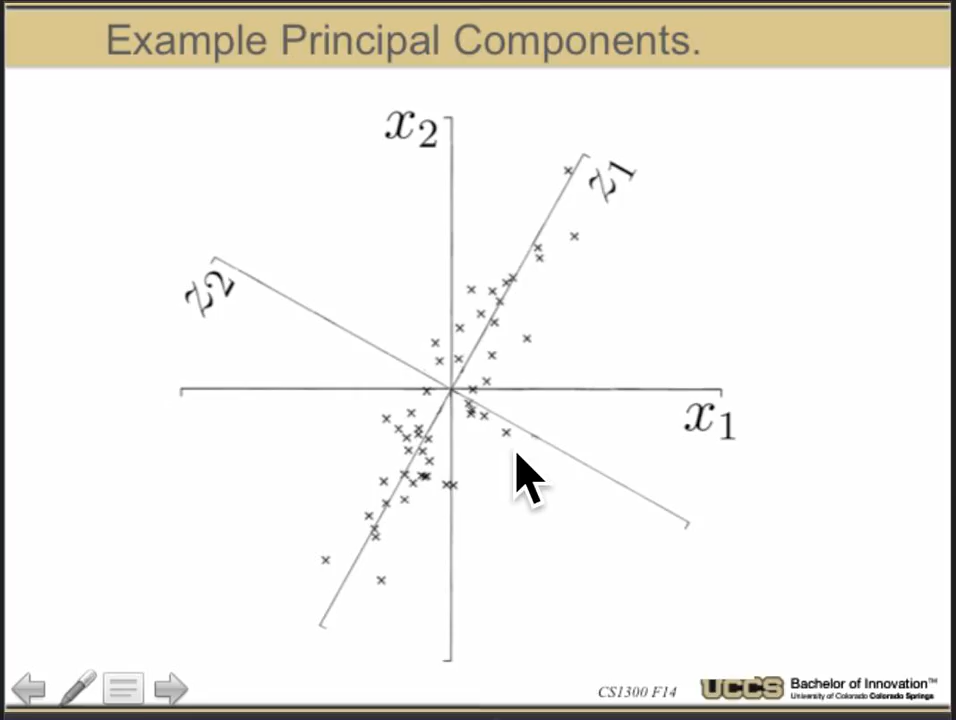 Example Principal Components.
x₂
z₁
z₂
x₁
CS1300 F14
UCCS
Bachelor of Innovation™
University of Colorado Colorado Springs